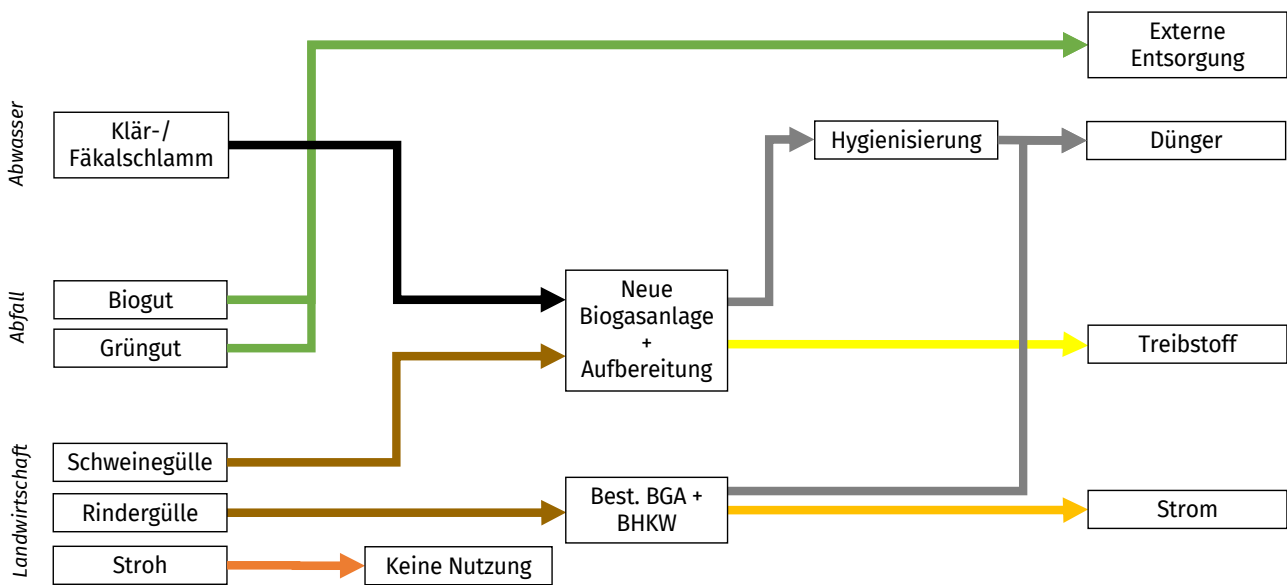 Externe
Entsorgung
Abwasser
Klär-/
Fäkalschlamm
Hygienisierung
Dünger
Abfall
Biogut
Grüngut
Neue
Biogasanlage
+
Aufbereitung
Treibstoff
Landwirtschaft
Schweinegülle
Rindergülle
Best. BGA +
BHKW
Strom
Stroh
Keine Nutzung